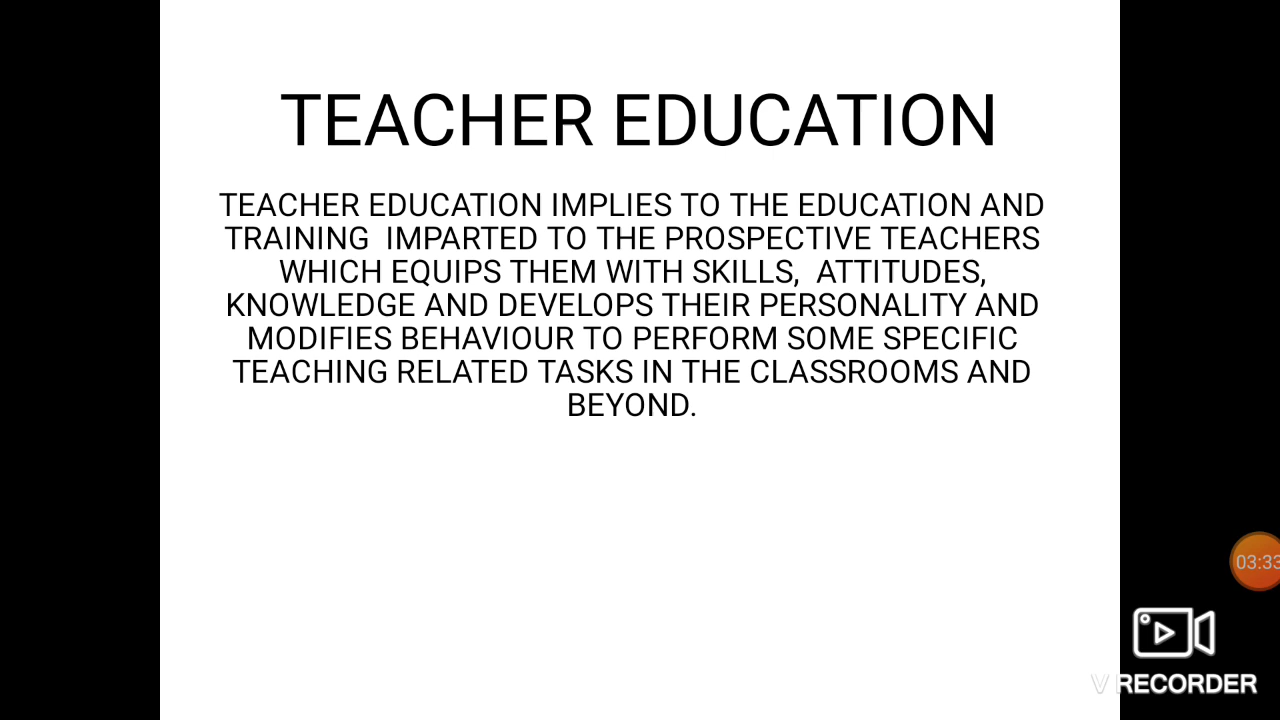 TEACHER EDUCATION
TEACHER EDUCATION IMPLIES TO THE EDUCATION AND
TRAINING  IMPARTED TO THE PROSPECTIVE TEACHERS
WHICH EQUIPS THEM WITH SKILLS,  ATTITUDES,
KNOWLEDGE AND DEVELOPS THEIR PERSONALITY AND
MODIFIES BEHAVIOUR TO PERFORM SOME SPECIFIC
TEACHING RELATED TASKS IN THE CLASSROOMS AND
BEYOND.
03:33
V RECORDER